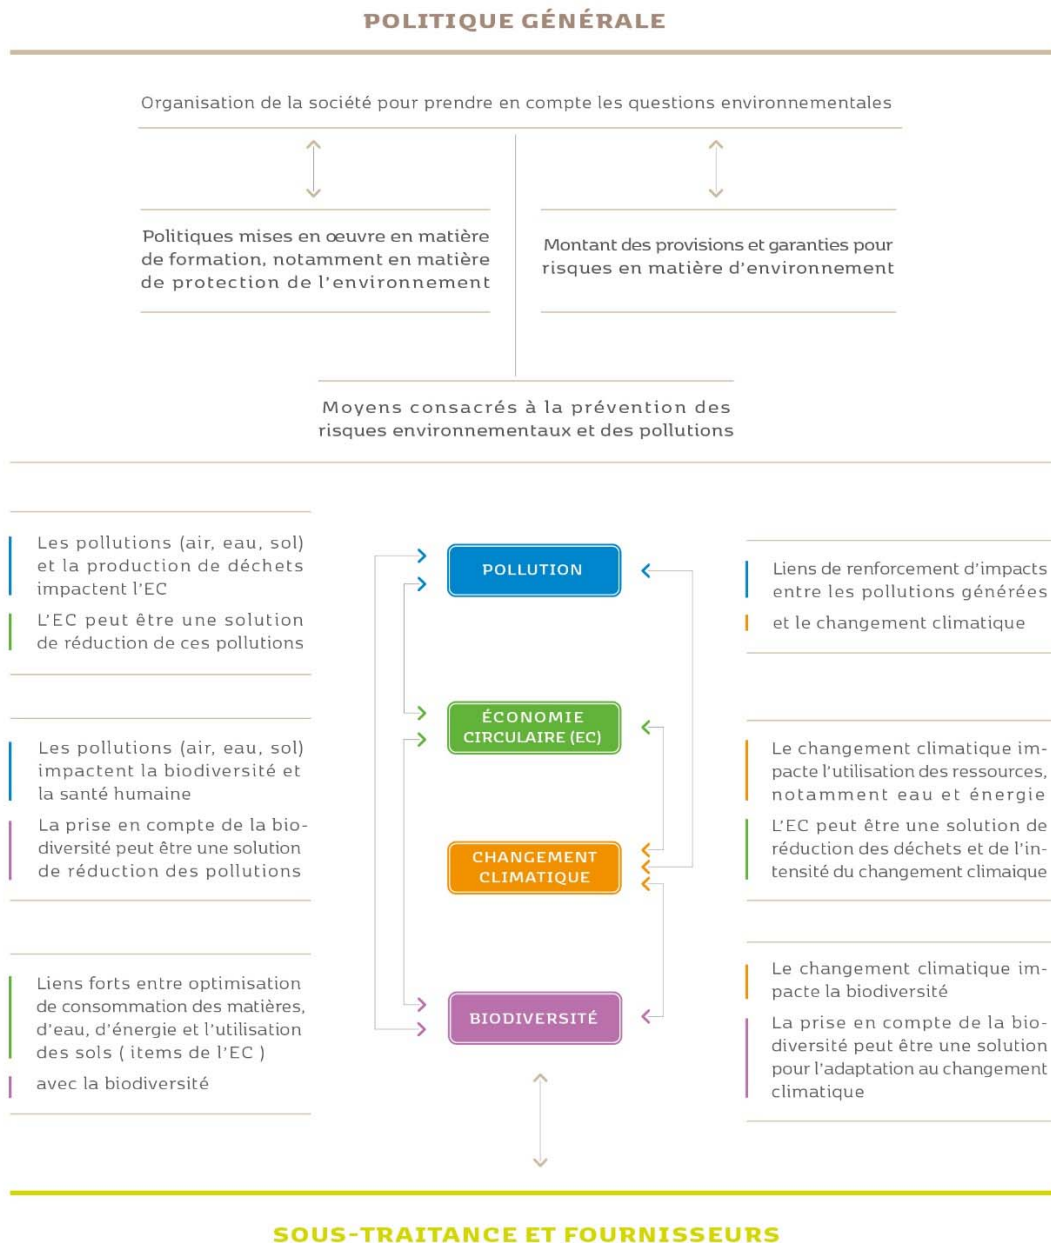 POLITIQUE GÉNÉRALE
Organisation de la société pour prendre en compte les questions environnementales
Politiques mises en œuvre en matière
de formation, notamment en matière
de protection de l'environnement
Montant des provisions et garanties pour
risques en matière d'environnement
Moyens consacrés à la prévention des
risques environnementaux et des pollutions
Les pollutions (air, eau, sol)
et la production de déchets
impactent l'EC
L'EC peut être une solution
de réduction de ces pollutions
Les pollutions (air, eau, sol)
impactent la biodiversité et
la santé humaine
La prise en compte de la bio-
diversité peut être une solution
de réduction des pollutions
Liens forts entre optimisation
de consommation des matières,
d'eau, d'énergie et l'utilisation
des sols ( items de l'EC )
avec la biodiversité
POLLUTION
ÉCONOMIE
CIRCULAIRE (EC)
CHANGEMENT
CLIMATIQUE
BIODIVERSITÉ
Liens de renforcement d'impacts
entre les pollutions générées
et le changement climatique
Le changement climatique im-
pacte l'utilisation des ressources,
notamment eau et énergie
L'EC peut être une solution de
réduction des déchets et de l'in-
tensité du changement climaique
Le changement climatique im-
pacte la biodiversité
La prise en compte de la bio-
diversité peut être une solution
pour l'adaptation au changement
climatique
SOUS-TRAITANCE ET FOURNISSEURS